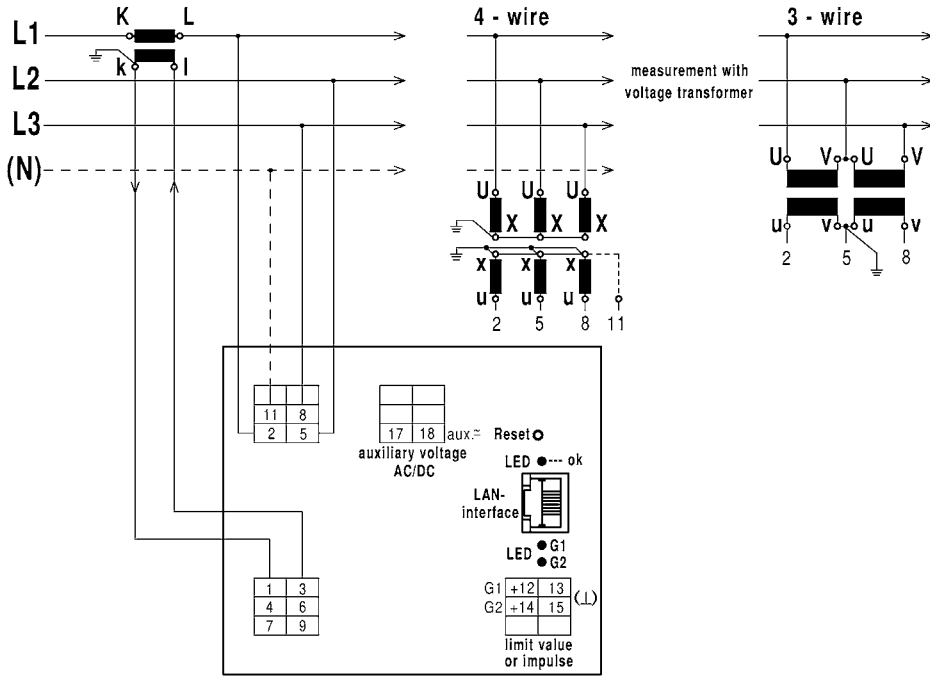 K L 4 - wire 3 - wire
L1
k l
L2
measurement with
voltage transformer
L3
U V U V
(N)
U U U
X X X
u v u v
2 5 8
x x x
u u u
2 5 8 11
11 8
2 5
17 18 aux.≂
auxiliary voltage
AC/DC
Reset
LED --- ok
LAN-
interface
LED G1
G2
1 3
4 6
7 9
G1 +12 13
G2 +14 15
(⊥)
limit value
or impulse